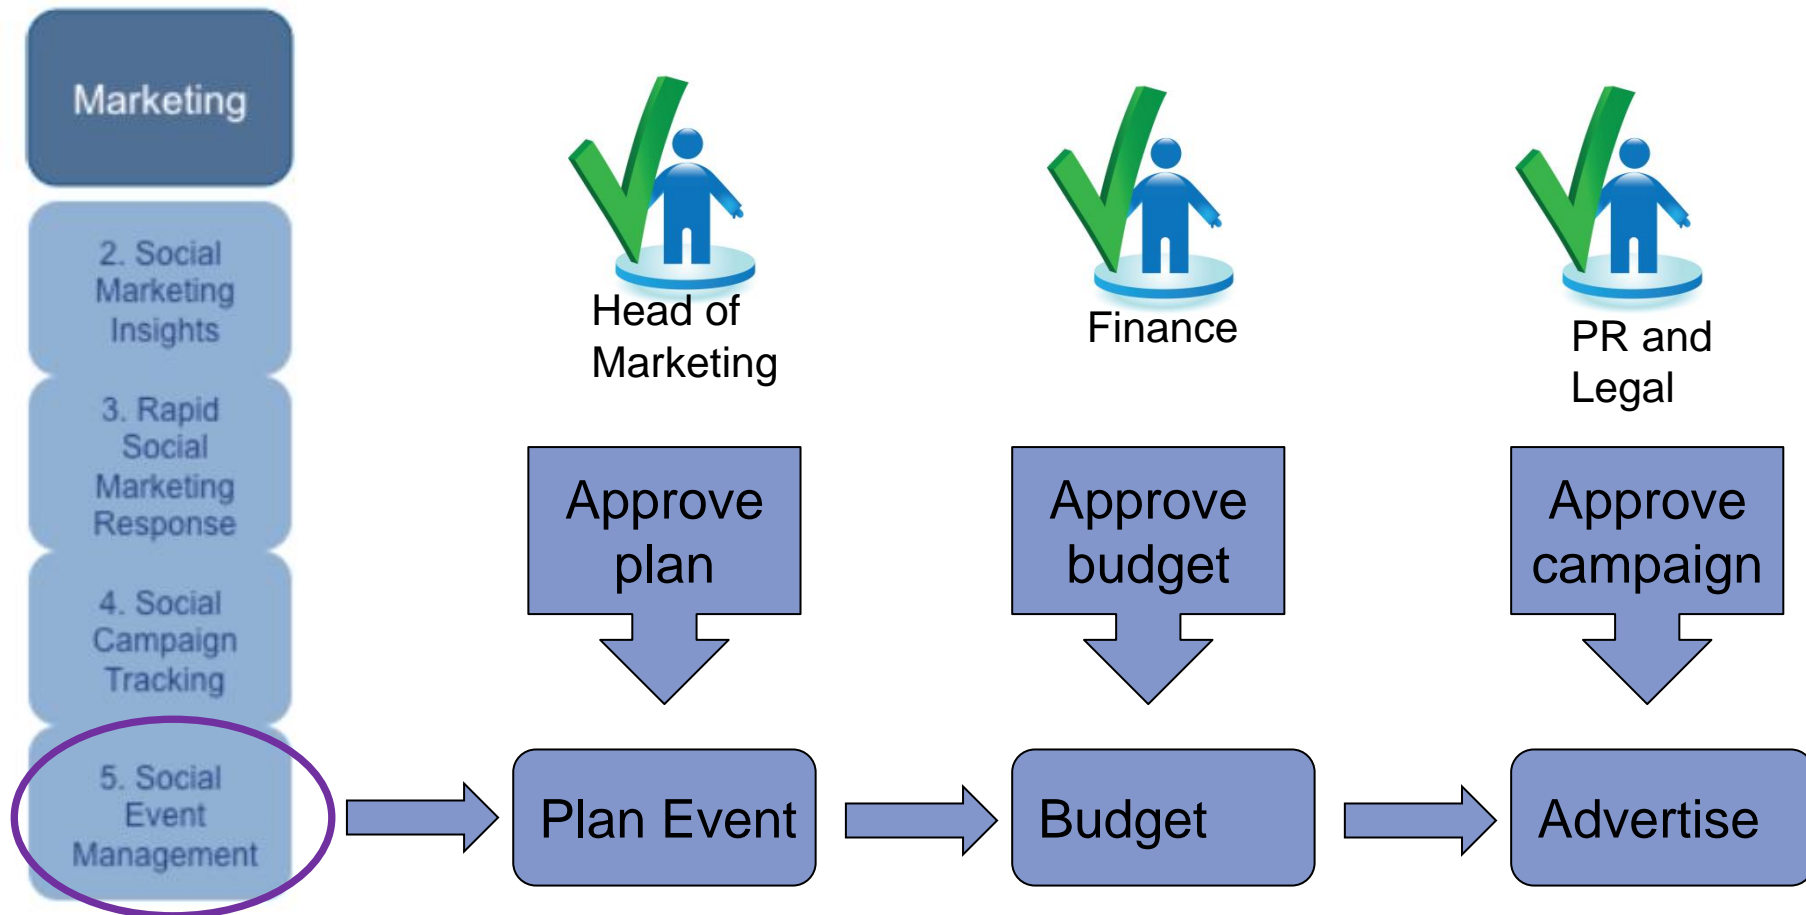 Marketing
2. Social
Marketing
Insights
3. Rapid
Social
Marketing
Response
4. Social
Campaign
Tracking
5. Social
Event
Management
Head of
Marketing
Finance
PR and
Legal
Approve
plan
Approve
budget
Approve
campaign
Plan Event
Budget
Advertise